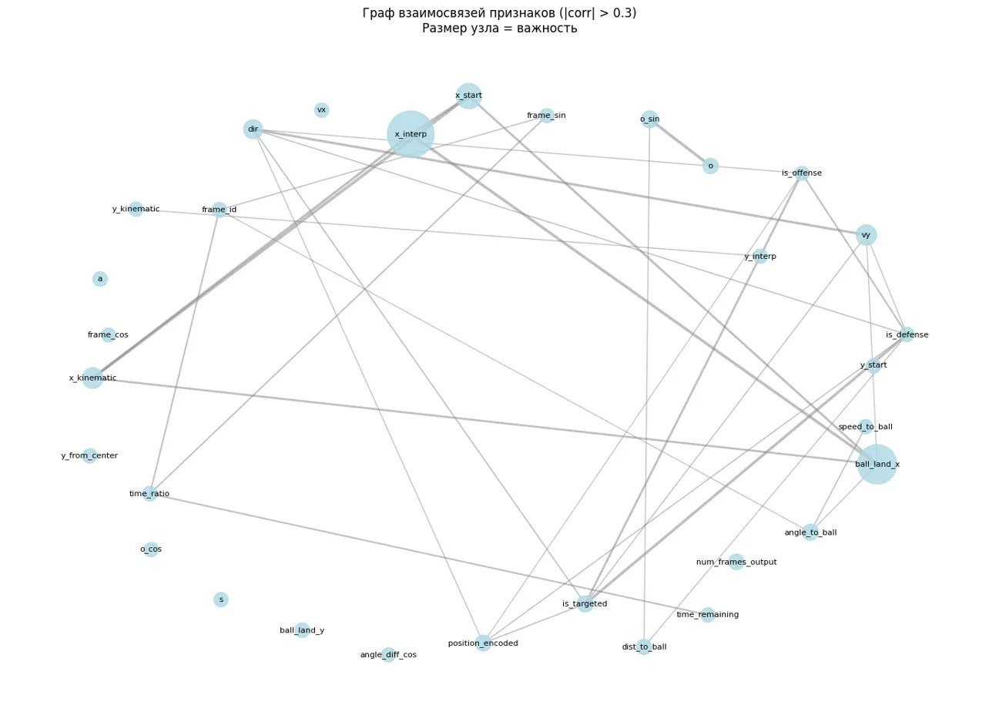 Граф взаимосвязей признаков (|corr| > 0.3)
Размер узла = важность
x_start
vx
frame_sin
o_sin
dir
x_interp
o
is_offense
y_kinematic
frame_id
vy
y_interp
a
frame_cos
is_defense
y_start
x_kinematic
speed_to_ball
y_from_center
ball_land_x
time_ratio
angle_to_ball
o_cos
num_frames_output
s
is_targeted
time_remaining
ball_land_y
position_encoded
dist_to_ball
angle_diff_cos